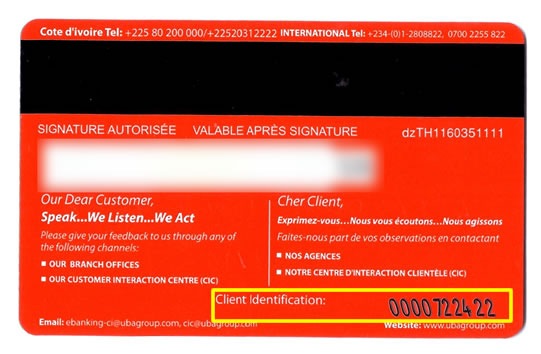 Cote d'ivoire Tel: +225 80 200 000/+22520312222 INTERNATIONAL Tel: +234-(0)1-2808822, 0700 2255 822
SIGNATURE AUTORISÉE VALABLE APRÈS SIGNATURE dzTH1160351111
Our Dear Customer,
Speak...We Listen...We Act
Please give your feedback to us through any of
the following channels:
■ OUR BRANCH OFFICES
■ OUR CUSTOMER INTERACTION CENTRE (CIC)
Cher Client,
Exprimez-vous...Nous vous écoutons...Nous agissons
Faites-nous part de vos observations en contactant
■ NOS AGENCES
■ NOTRE CENTRE D'INTERACTION CLIENTÈLE (CIC)
Client Identification: 0000722422
Email: ebanking-ci@ubagroup.com, cic@ubagroup.com Website: www.ubagroup.com